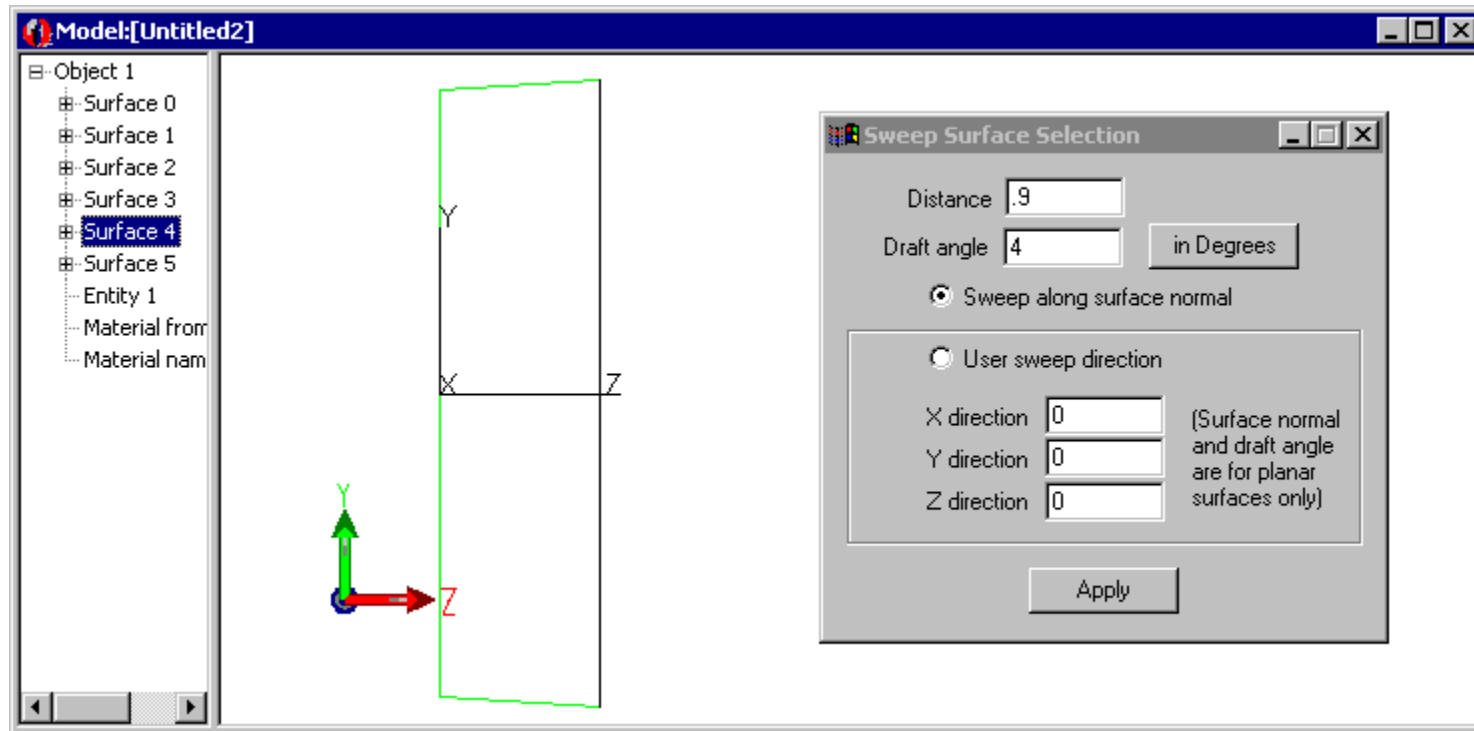 Model:[Untitled2]
Object 1
Surface 0
Surface 1
Surface 2
Surface 3
Surface 4
Surface 5
Entity 1
Material from
Material nam
Y
X
Z
Y
Z
Sweep Surface Selection
Distance .9
Draft angle 4 in Degrees
Sweep along surface normal
User sweep direction
X direction 0
Y direction 0
Z direction 0
(Surface normal
and draft angle
are for planar
surfaces only)
Apply